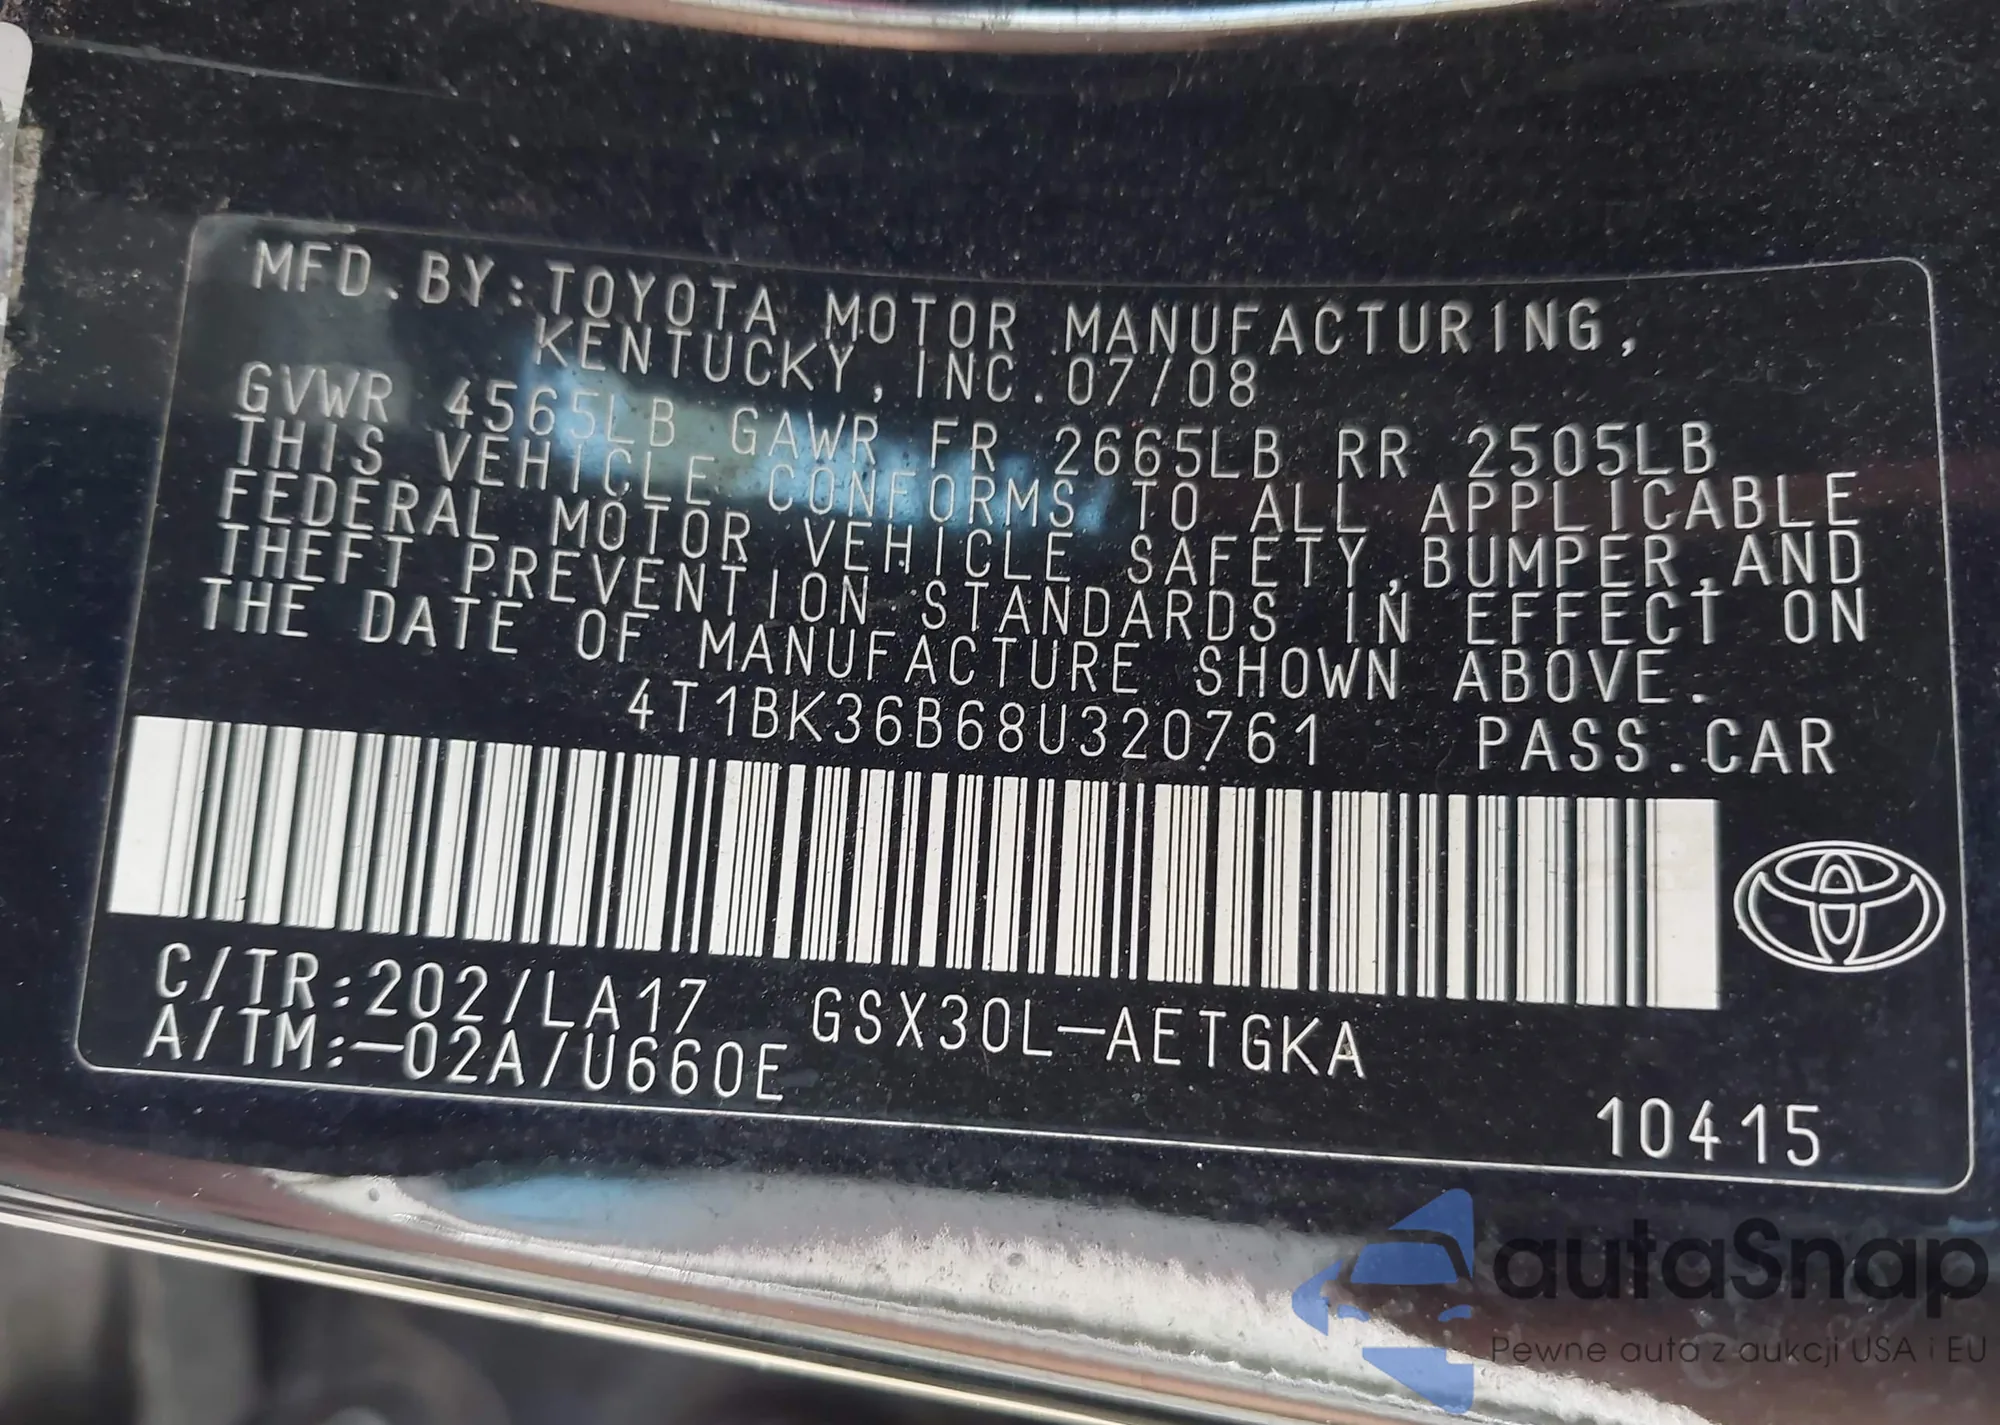 MFD.BY:TOYOTA MOTOR MANUFACTURING,
KENTUCKY, INC.07/08
GVWR 4565LB GAWR FR 2665LB RR 2505LB
THIS VEHICLE CONFORMS TO ALL APPLICABLE
FEDERAL MOTOR VEHICLE SAFETY,BUMPER,AND
THEFT PREVENTION STANDARDS IN EFFECT ON
THE DATE OF MANUFACTURE SHOWN ABOVE.
4T1BK36B68U320761 PASS.CAR
C/TR:202/LA17 GSX30L-AETGKA
A/TM:-02A/U660E
10415
autaSnap
Pewne auta z aukcji USA i EU